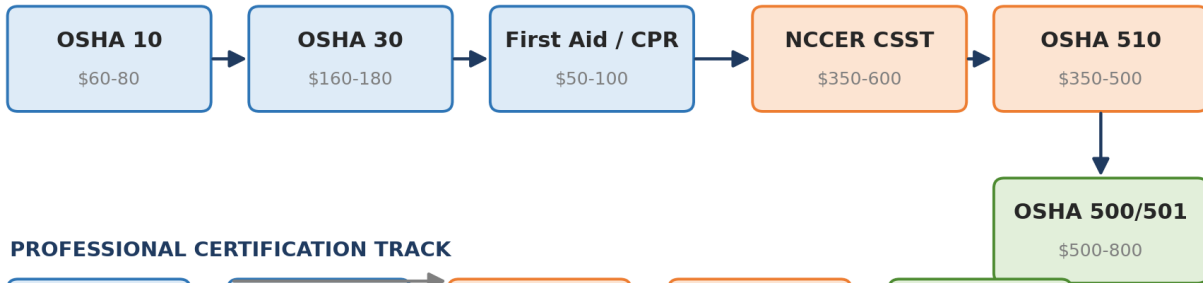 OSHA 10
$60-80
OSHA 30
$160-180
First Aid / CPR
$50-100
NCCER CSST
$350-600
OSHA 510
$350-500
OSHA 500/501
$500-800
PROFESSIONAL CERTIFICATION TRACK